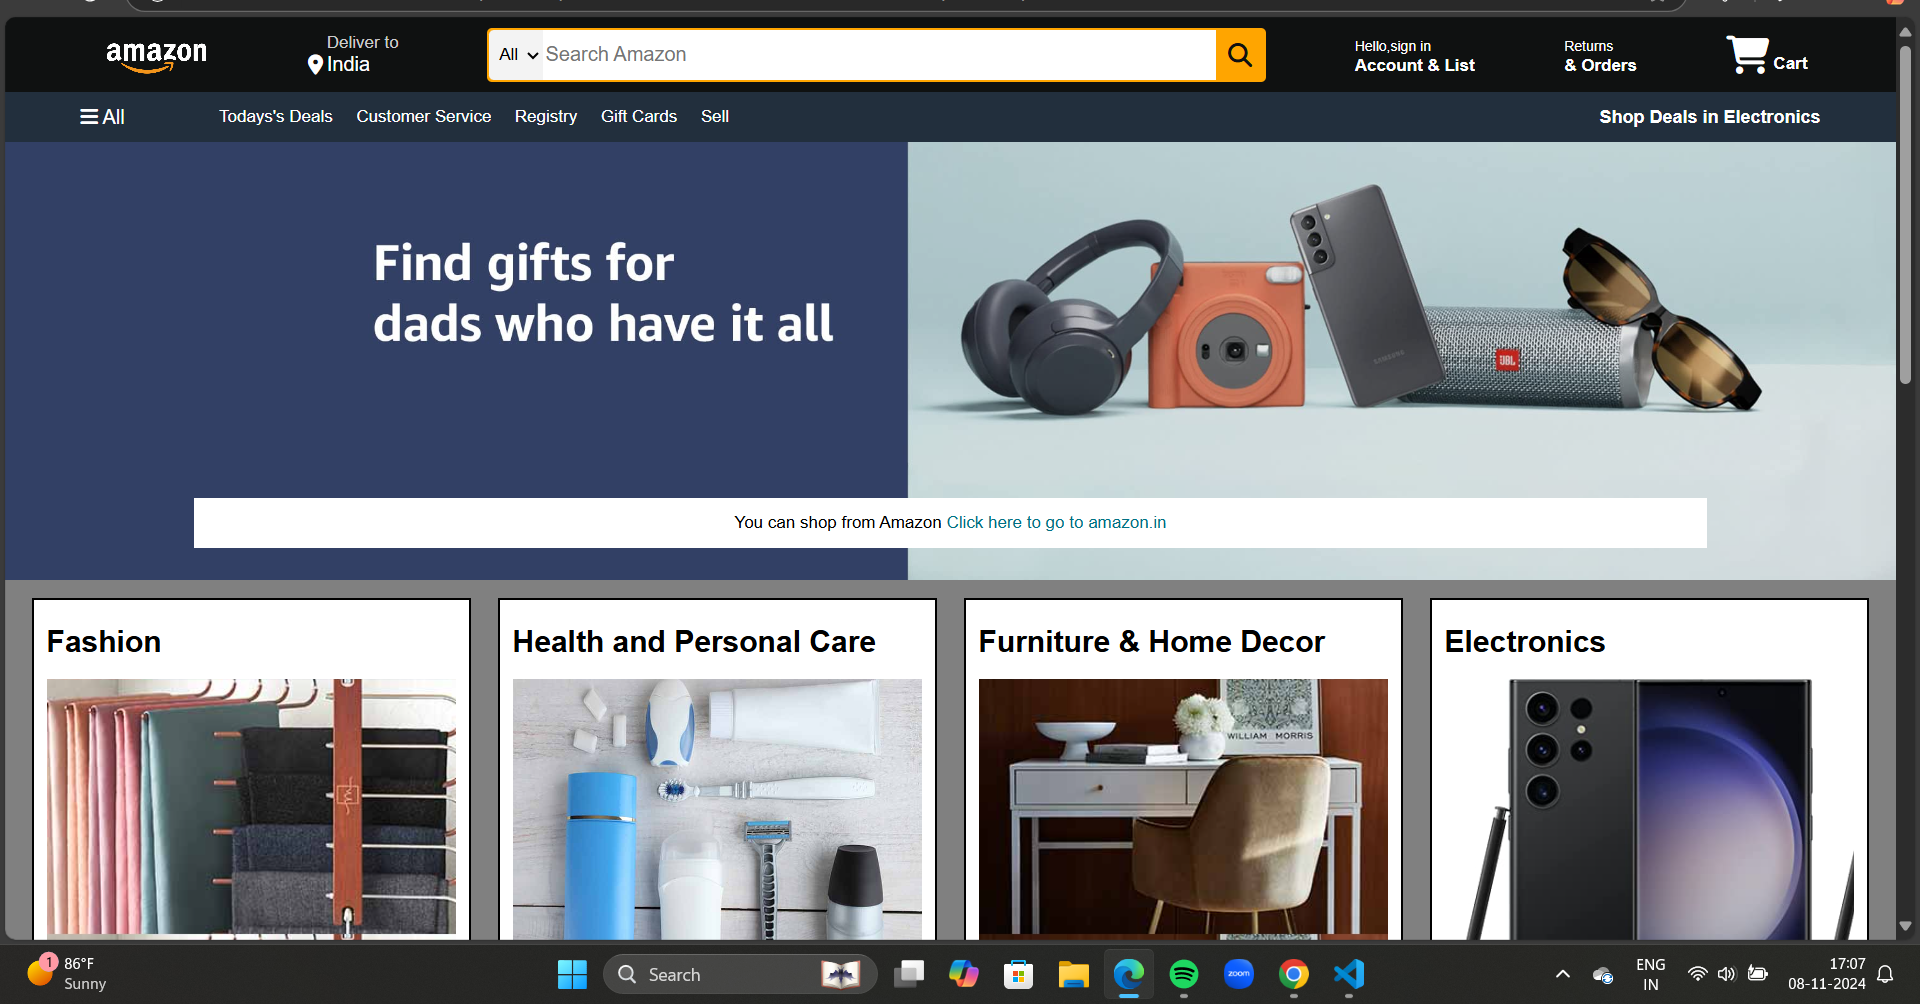 amazon
Deliver to
India
All
Search Amazon
Hello,sign in
Account & List
Returns
& Orders
Cart
All
Todays's Deals
Customer Service
Registry
Gift Cards
Sell
Shop Deals in Electronics
Find gifts for
dads who have it all
SAMSUNG
JBL
You can shop from Amazon Click here to go to amazon.in
Fashion
Health and Personal Care
Furniture & Home Decor
Electronics
WILLIAM MORRIS
1
86°F
Sunny
Search
zoom
ENG
IN
17:07
08-11-2024